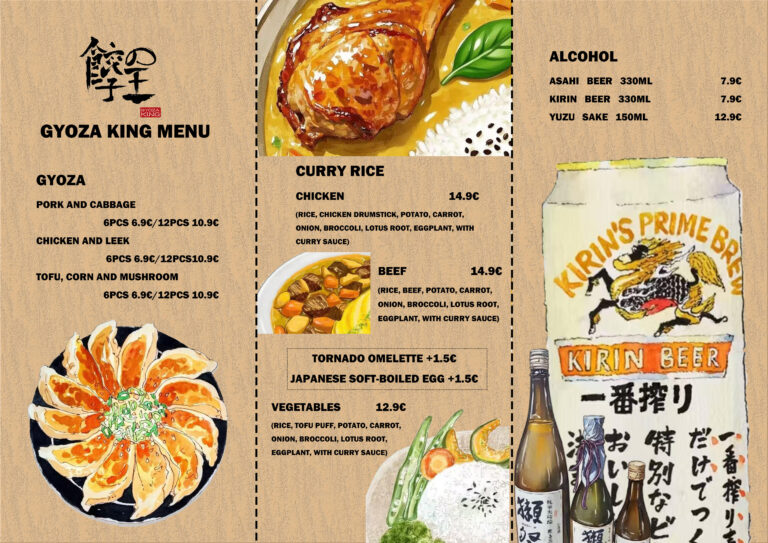 餃子の王
GYOZA
KING
GYOZA KING MENU
GYOZA
PORK AND CABBAGE
6PCS 6.9€/12PCS 10.9€
CHICKEN AND LEEK
6PCS 6.9€/12PCS10.9€
TOFU, CORN AND MUSHROOM
6PCS 6.9€/12PCS 10.9€
CURRY RICE
CHICKEN 14.9€
(RICE, CHICKEN DRUMSTICK, POTATO, CARROT,
ONION, BROCCOLI, LOTUS ROOT, EGGPLANT, WITH
CURRY SAUCE)
BEEF 14.9€
(RICE, BEEF, POTATO, CARROT,
ONION, BROCCOLI, LOTUS ROOT,
EGGPLANT, WITH CURRY SAUCE)
TORNADO OMELETTE +1.5€
JAPANESE SOFT-BOILED EGG +1.5€
VEGETABLES 12.9€
(RICE, TOFU PUFF, POTATO, CARROT,
ONION, BROCCOLI, LOTUS ROOT,
EGGPLANT, WITH CURRY SAUCE)
ALCOHOL
ASAHI BEER 330ML 7.9€
KIRIN BEER 330ML 7.9€
YUZU SAKE 150ML 12.9€
KIRIN'S PRIME BREW
KIRIN BEER
一番搾り
一番搾り
だけでつく
特別など
おいし
獺
獺